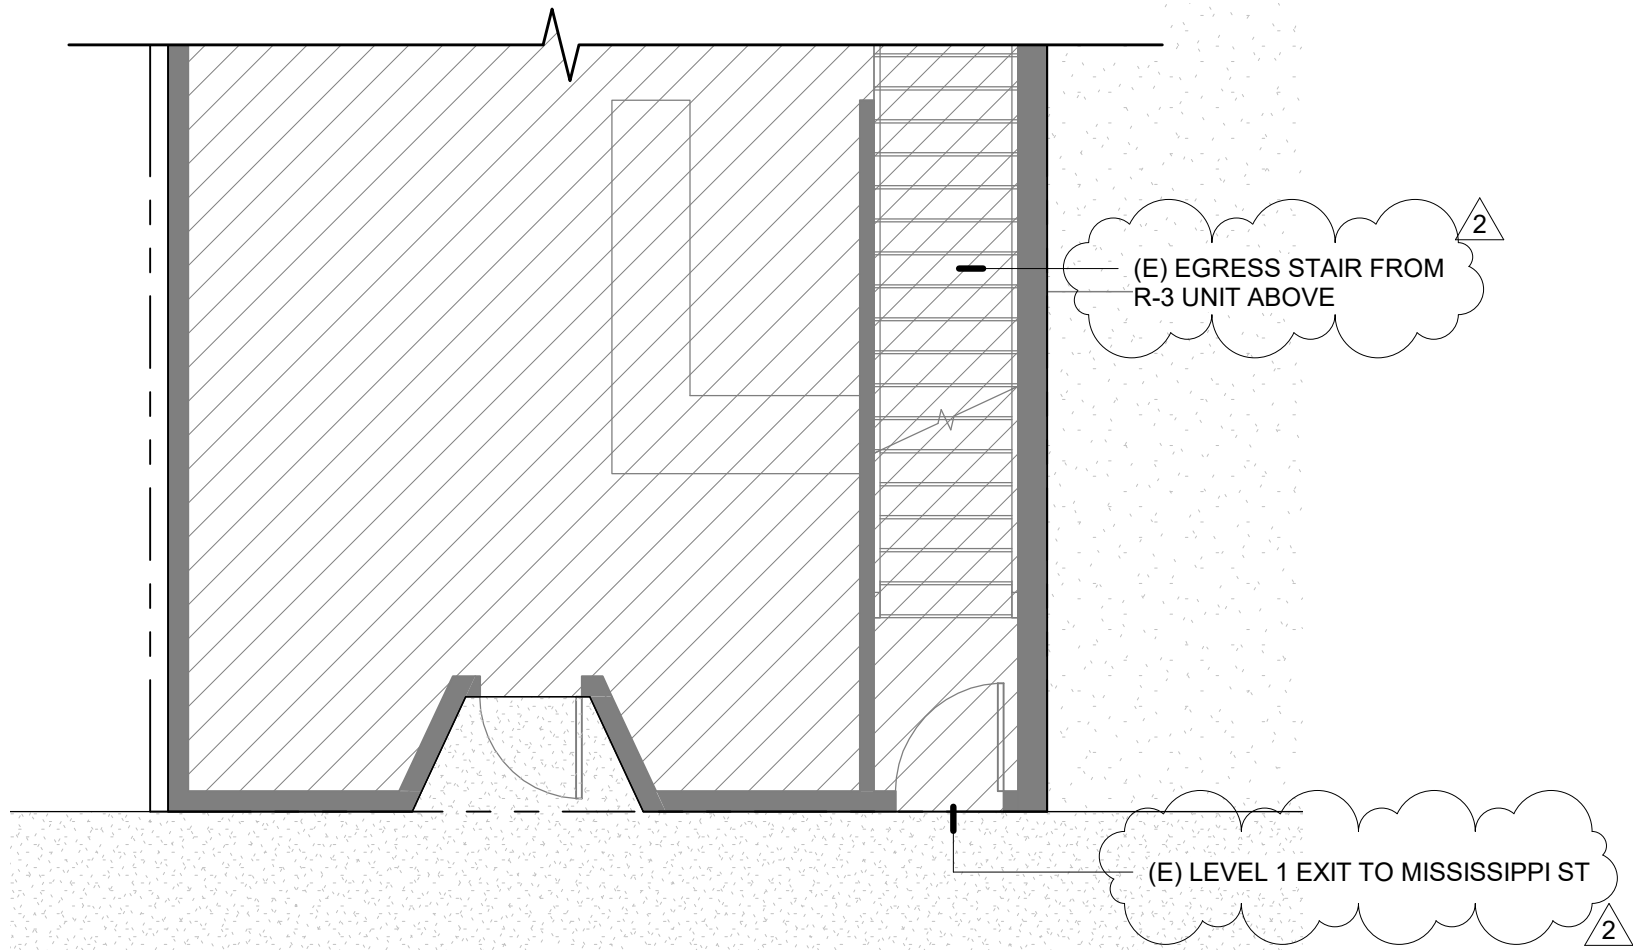 2
(E) EGRESS STAIR FROM
R-3 UNIT ABOVE
(E) LEVEL 1 EXIT TO MISSISSIPPI ST
2